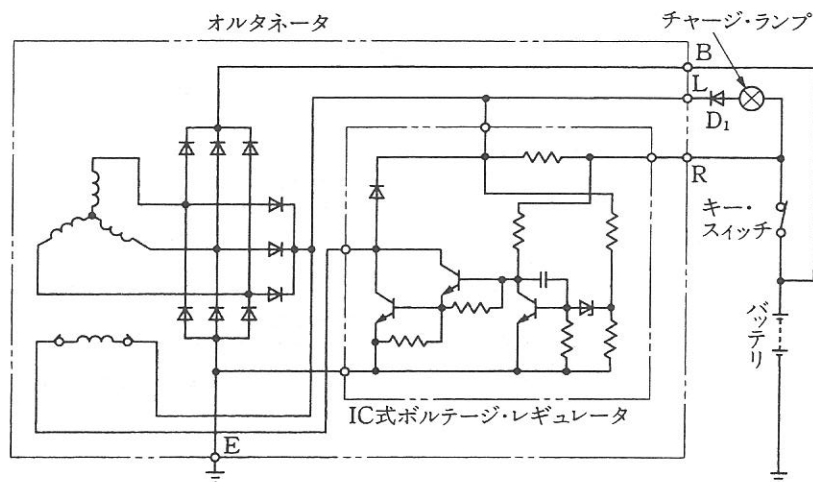 オルタネータ
チャージ・ランプ
B
L
D1
R
キー・
スイッチ
バッテリ
IC式ボルテージ・レギュレータ
E